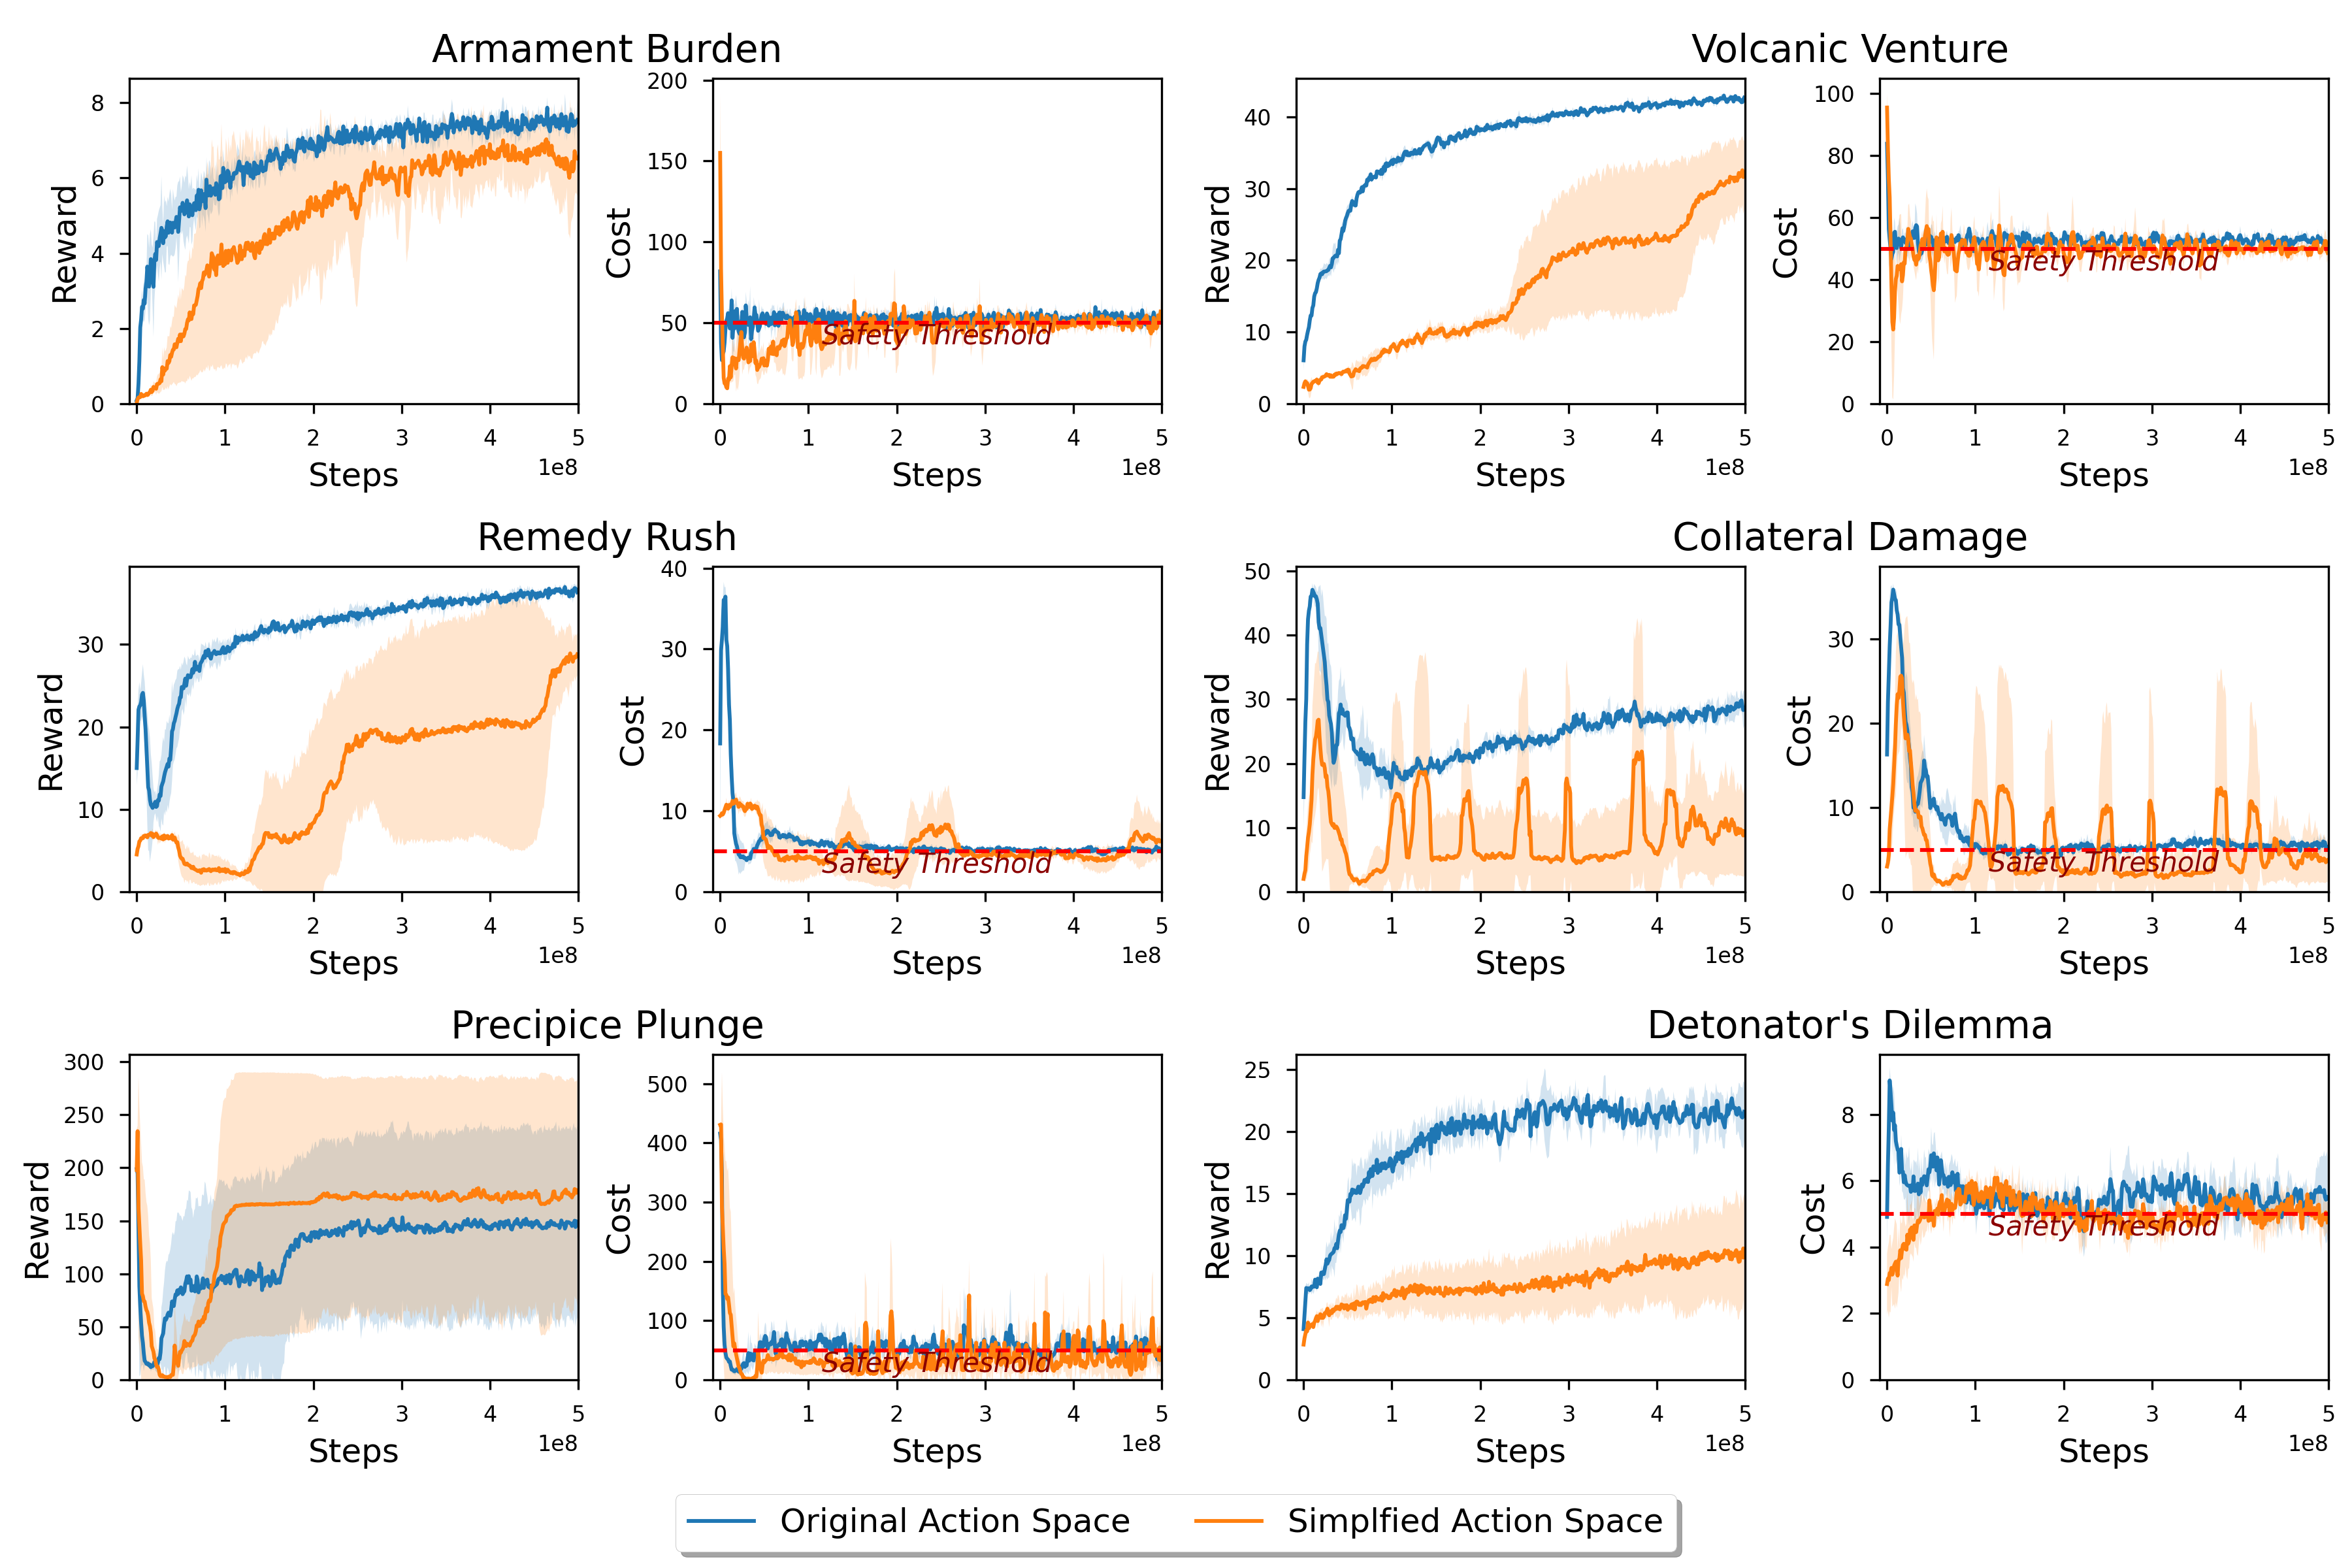 Armament Burden
Volcanic Venture
Reward
8
6
4
2
0
0 1 2 3 4 5
1e8
Steps
Cost
200
150
100
50
0
Safety Threshold
0 1 2 3 4 5
1e8
Steps
Reward
40
30
20
10
0
0 1 2 3 4 5
1e8
Steps
Cost
100
80
60
40
20
0
Safety Threshold
0 1 2 3 4 5
1e8
Steps
Remedy Rush
Collateral Damage
Reward
30
20
10
0
0 1 2 3 4 5
1e8
Steps
Cost
40
30
20
10
0
Safety Threshold
0 1 2 3 4 5
1e8
Steps
Reward
50
40
30
20
10
0
0 1 2 3 4 5
1e8
Steps
Cost
30
20
10
0
Safety Threshold
0 1 2 3 4 5
1e8
Steps
Precipice Plunge
Detonator's Dilemma
Reward
300
250
200
150
100
50
0
0 1 2 3 4 5
1e8
Steps
Cost
500
400
300
200
100
0
Safety Threshold
0 1 2 3 4 5
1e8
Steps
Reward
25
20
15
10
5
0
0 1 2 3 4 5
1e8
Steps
Cost
8
6
4
2
0
Safety Threshold
0 1 2 3 4 5
1e8
Steps
Original Action Space
Simplfied Action Space